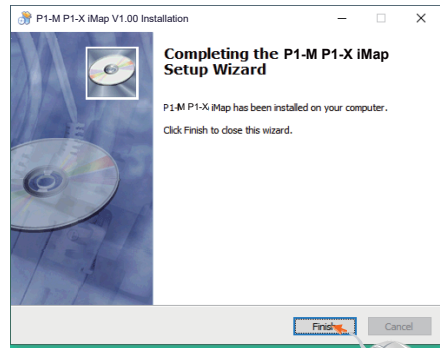 P1-M P1-X iMap V1.00 Installation
Completing the P1-M P1-X iMap
Setup Wizard
P1-M P1-X iMap has been installed on your computer.
Click Finish to close this wizard.
Finish
Cancel